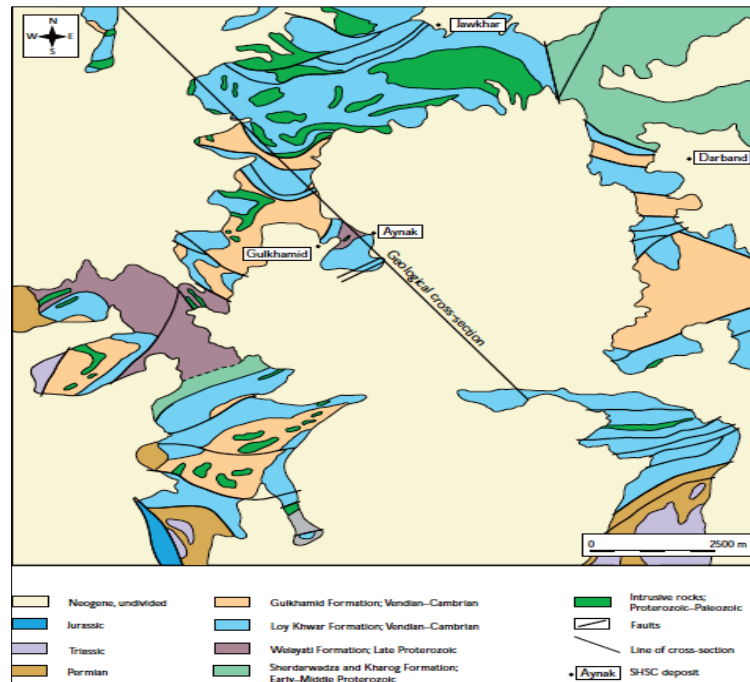 N
W E
S
Jawkhar
Darband
Aynak
Gulkhamid
Geological cross-section
0 2500 m
Neogene, undivided
Jurassic
Triassic
Permian
Gulkhamid Formation; Vendian–Cambrian
Loy Khwar Formation; Vendian–Cambrian
Welayati Formation; Late Proterozoic
Sherdarwadza and Kharog Formation;
Early–Middle Proterozoic
Intrusive rocks;
Proterozoic–Paleozoic
Faults
Line of cross-section
Aynak SHSC deposit